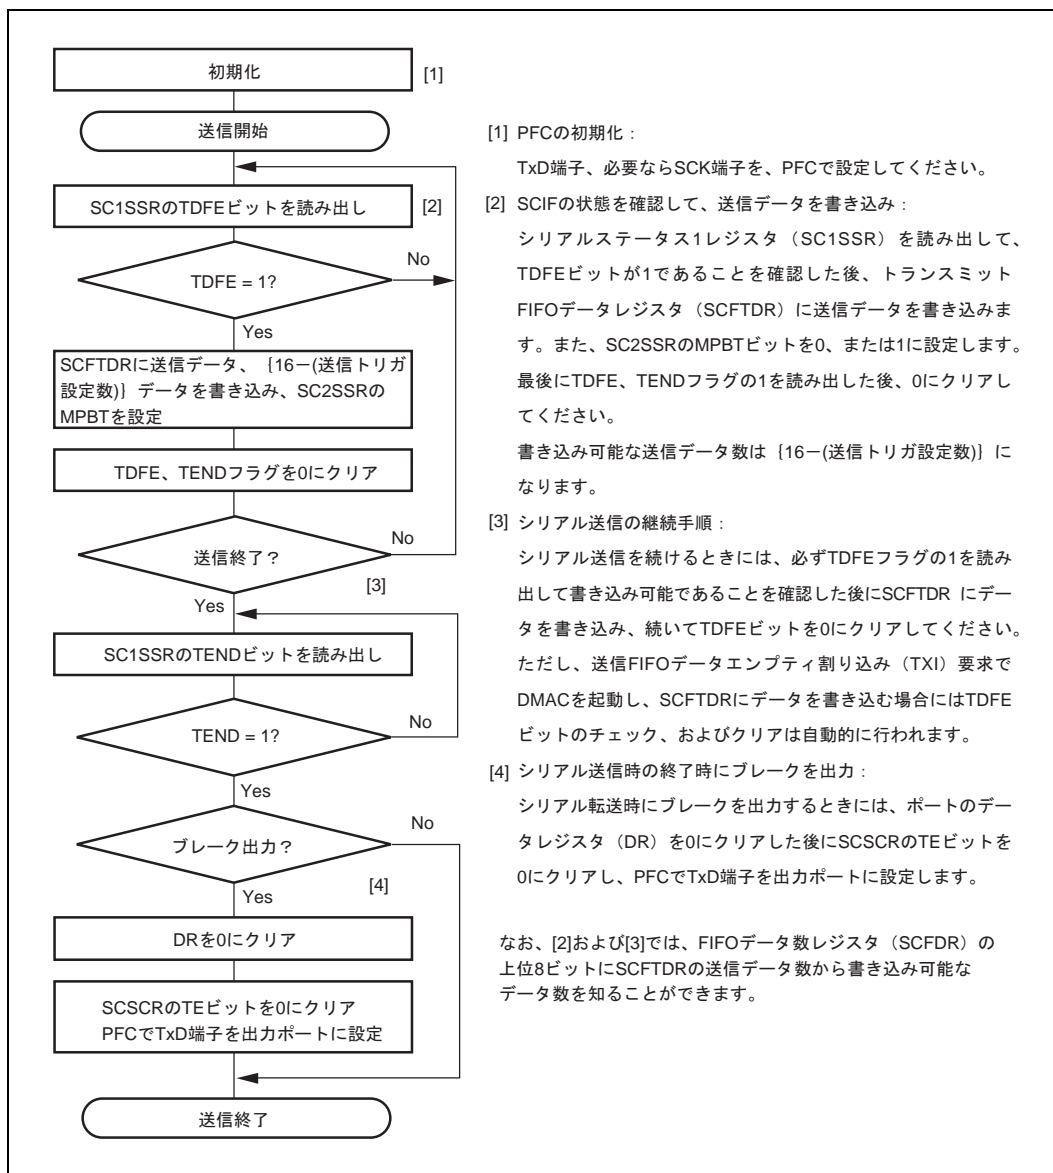 初期化
[1]
送信開始
SC1SSRのTDFEビットを読み出し
[2]
TDFE = 1?
No
Yes
SCFTDRに送信データ、{16－(送信トリガ
設定数)}データを書き込み、SC2SSRの
MPBTを設定
TDFE、TENDフラグを0にクリア
送信終了？
No
[3]
Yes
SC1SSRのTENDビットを読み出し
TEND = 1?
No
Yes
ブレーク出力？
No
[4]
Yes
DRを0にクリア
SCSCRのTEビットを0にクリア
PFCでTxD端子を出力ポートに設定
送信終了
[1] PFCの初期化：
TxD端子、必要ならSCK端子を、PFCで設定してください。
[2] SCIFの状態を確認して、送信データを書き込み：
シリアルステータス1レジスタ（SC1SSR）を読み出して、
TDFEビットが1であることを確認した後、トランスミット
FIFOデータレジスタ（SCFTDR）に送信データを書き込みま
す。また、SC2SSRのMPBTビットを0、または1に設定します。
最後にTDFE、TENDフラグの1を読み出した後、0にクリアし
てください。
書き込み可能な送信データ数は{16－(送信トリガ設定数)}に
なります。
[3] シリアル送信の継続手順：
シリアル送信を続けるときには、必ずTDFEフラグの1を読み
出して書き込み可能であることを確認した後にSCFTDR にデー
タを書き込み、続いてTDFEビットを0にクリアしてください。
ただし、送信FIFOデータエンプティ割り込み（TXI）要求で
DMACを起動し、SCFTDRにデータを書き込む場合にはTDFE
ビットのチェック、およびクリアは自動的に行われます。
[4] シリアル送信時の終了時にブレークを出力：
シリアル転送時にブレークを出力するときには、ポートのデー
タレジスタ（DR）を0にクリアした後にSCSCRのTEビットを
0にクリアし、PFCでTxD端子を出力ポートに設定します。
なお、[2]および[3]では、FIFOデータ数レジスタ（SCFDR）の
上位8ビットにSCFTDRの送信データ数から書き込み可能な
データ数を知ることができます。